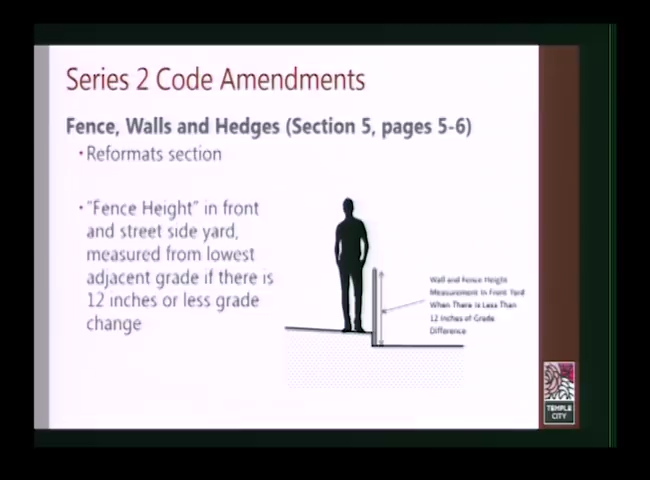 Series 2 Code Amendments
Fence, Walls and Hedges (Section 5, pages 5-6)
• Reformats section
• "Fence Height" in front
and street side yard,
measured from lowest
adjacent grade if there is
12 inches or less grade
change
Wall and Fence Height
Measurement in Front Yard
When There is Less Than
12 Inches of Grade
Difference
TEMPLE
CITY